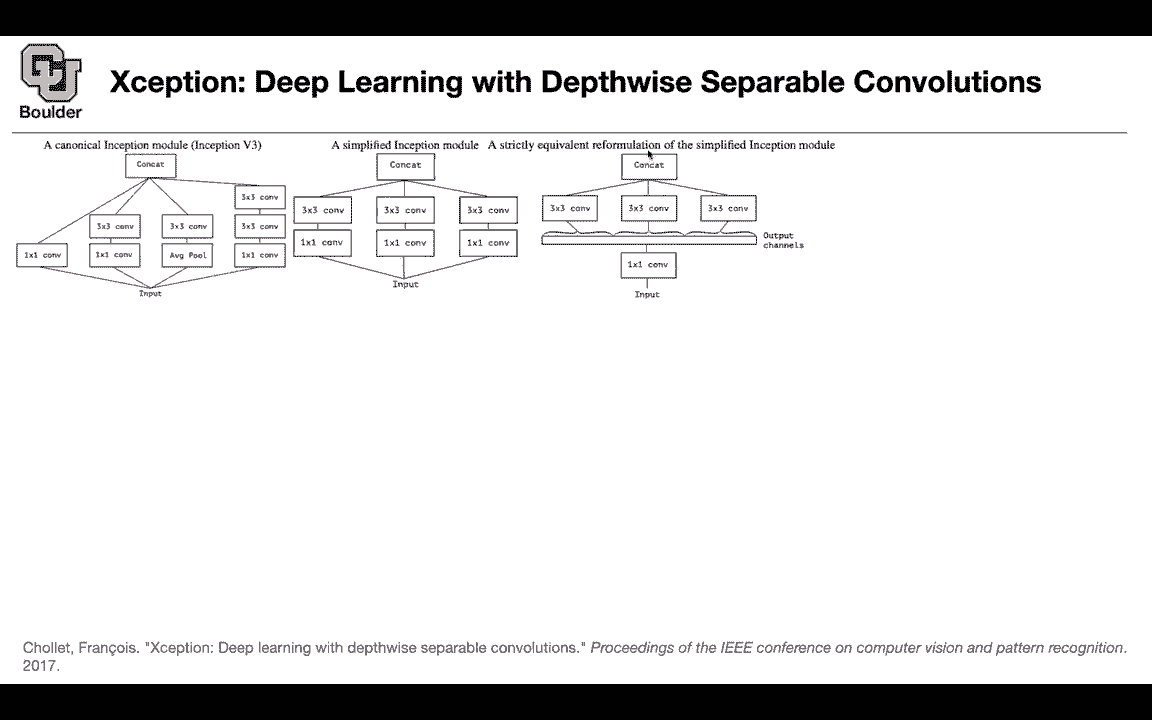 Boulder
Xception: Deep Learning with Depthwise Separable Convolutions
A canonical Inception module (Inception V3)
Concat
3x3 conv
3x3 conv
3x3 conv
3x3 conv
1x1 conv
1x1 conv
Avg Pool
1x1 conv
Input
A simplified Inception module
Concat
3x3 conv
3x3 conv
3x3 conv
1x1 conv
1x1 conv
1x1 conv
Input
A strictly equivalent reformulation of the simplified Inception module
Concat
3x3 conv
3x3 conv
3x3 conv
Output
channels
1x1 conv
Input
Chollet, François. "Xception: Deep learning with depthwise separable convolutions." Proceedings of the IEEE conference on computer vision and pattern recognition.
2017.